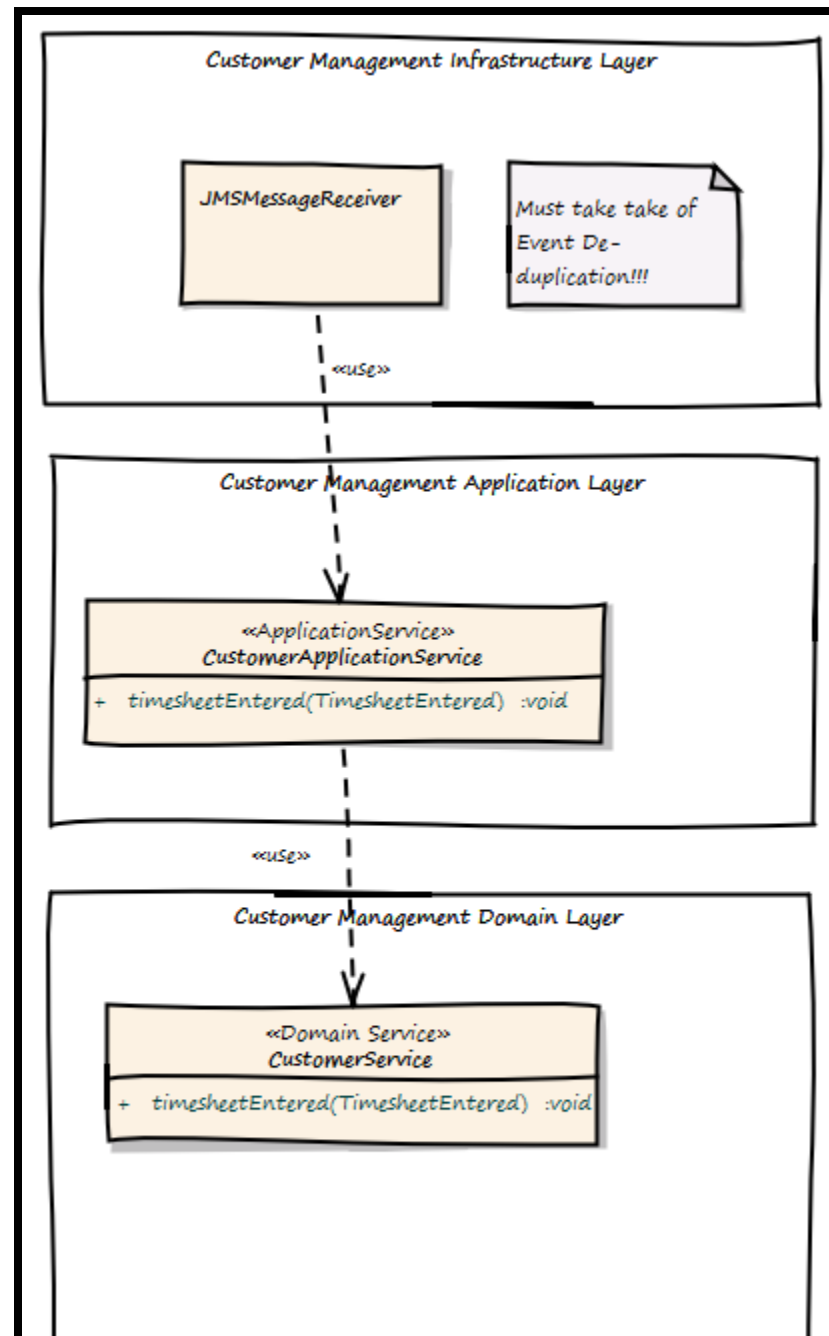 Customer Management Infrastructure Layer
JMSMessageReceiver
Must take take of
Event De-
duplication!!!
«use»
Customer Management Application Layer
«ApplicationService»
CustomerApplicationService
+ timesheetEntered(TimesheetEntered) :void
«use»
Customer Management Domain Layer
«Domain Service»
CustomerService
+ timesheetEntered(TimesheetEntered) :void